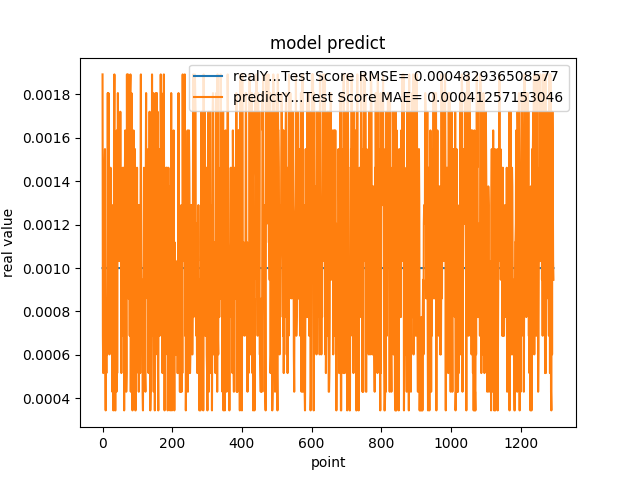 model predict
realY...Test Score RMSE= 0.000482936508577
predictY...Test Score MAE= 0.00041257153046
real value
0.0018
0.0016
0.0014
0.0012
0.0010
0.0008
0.0006
0.0004
0 200 400 600 800 1000 1200
point